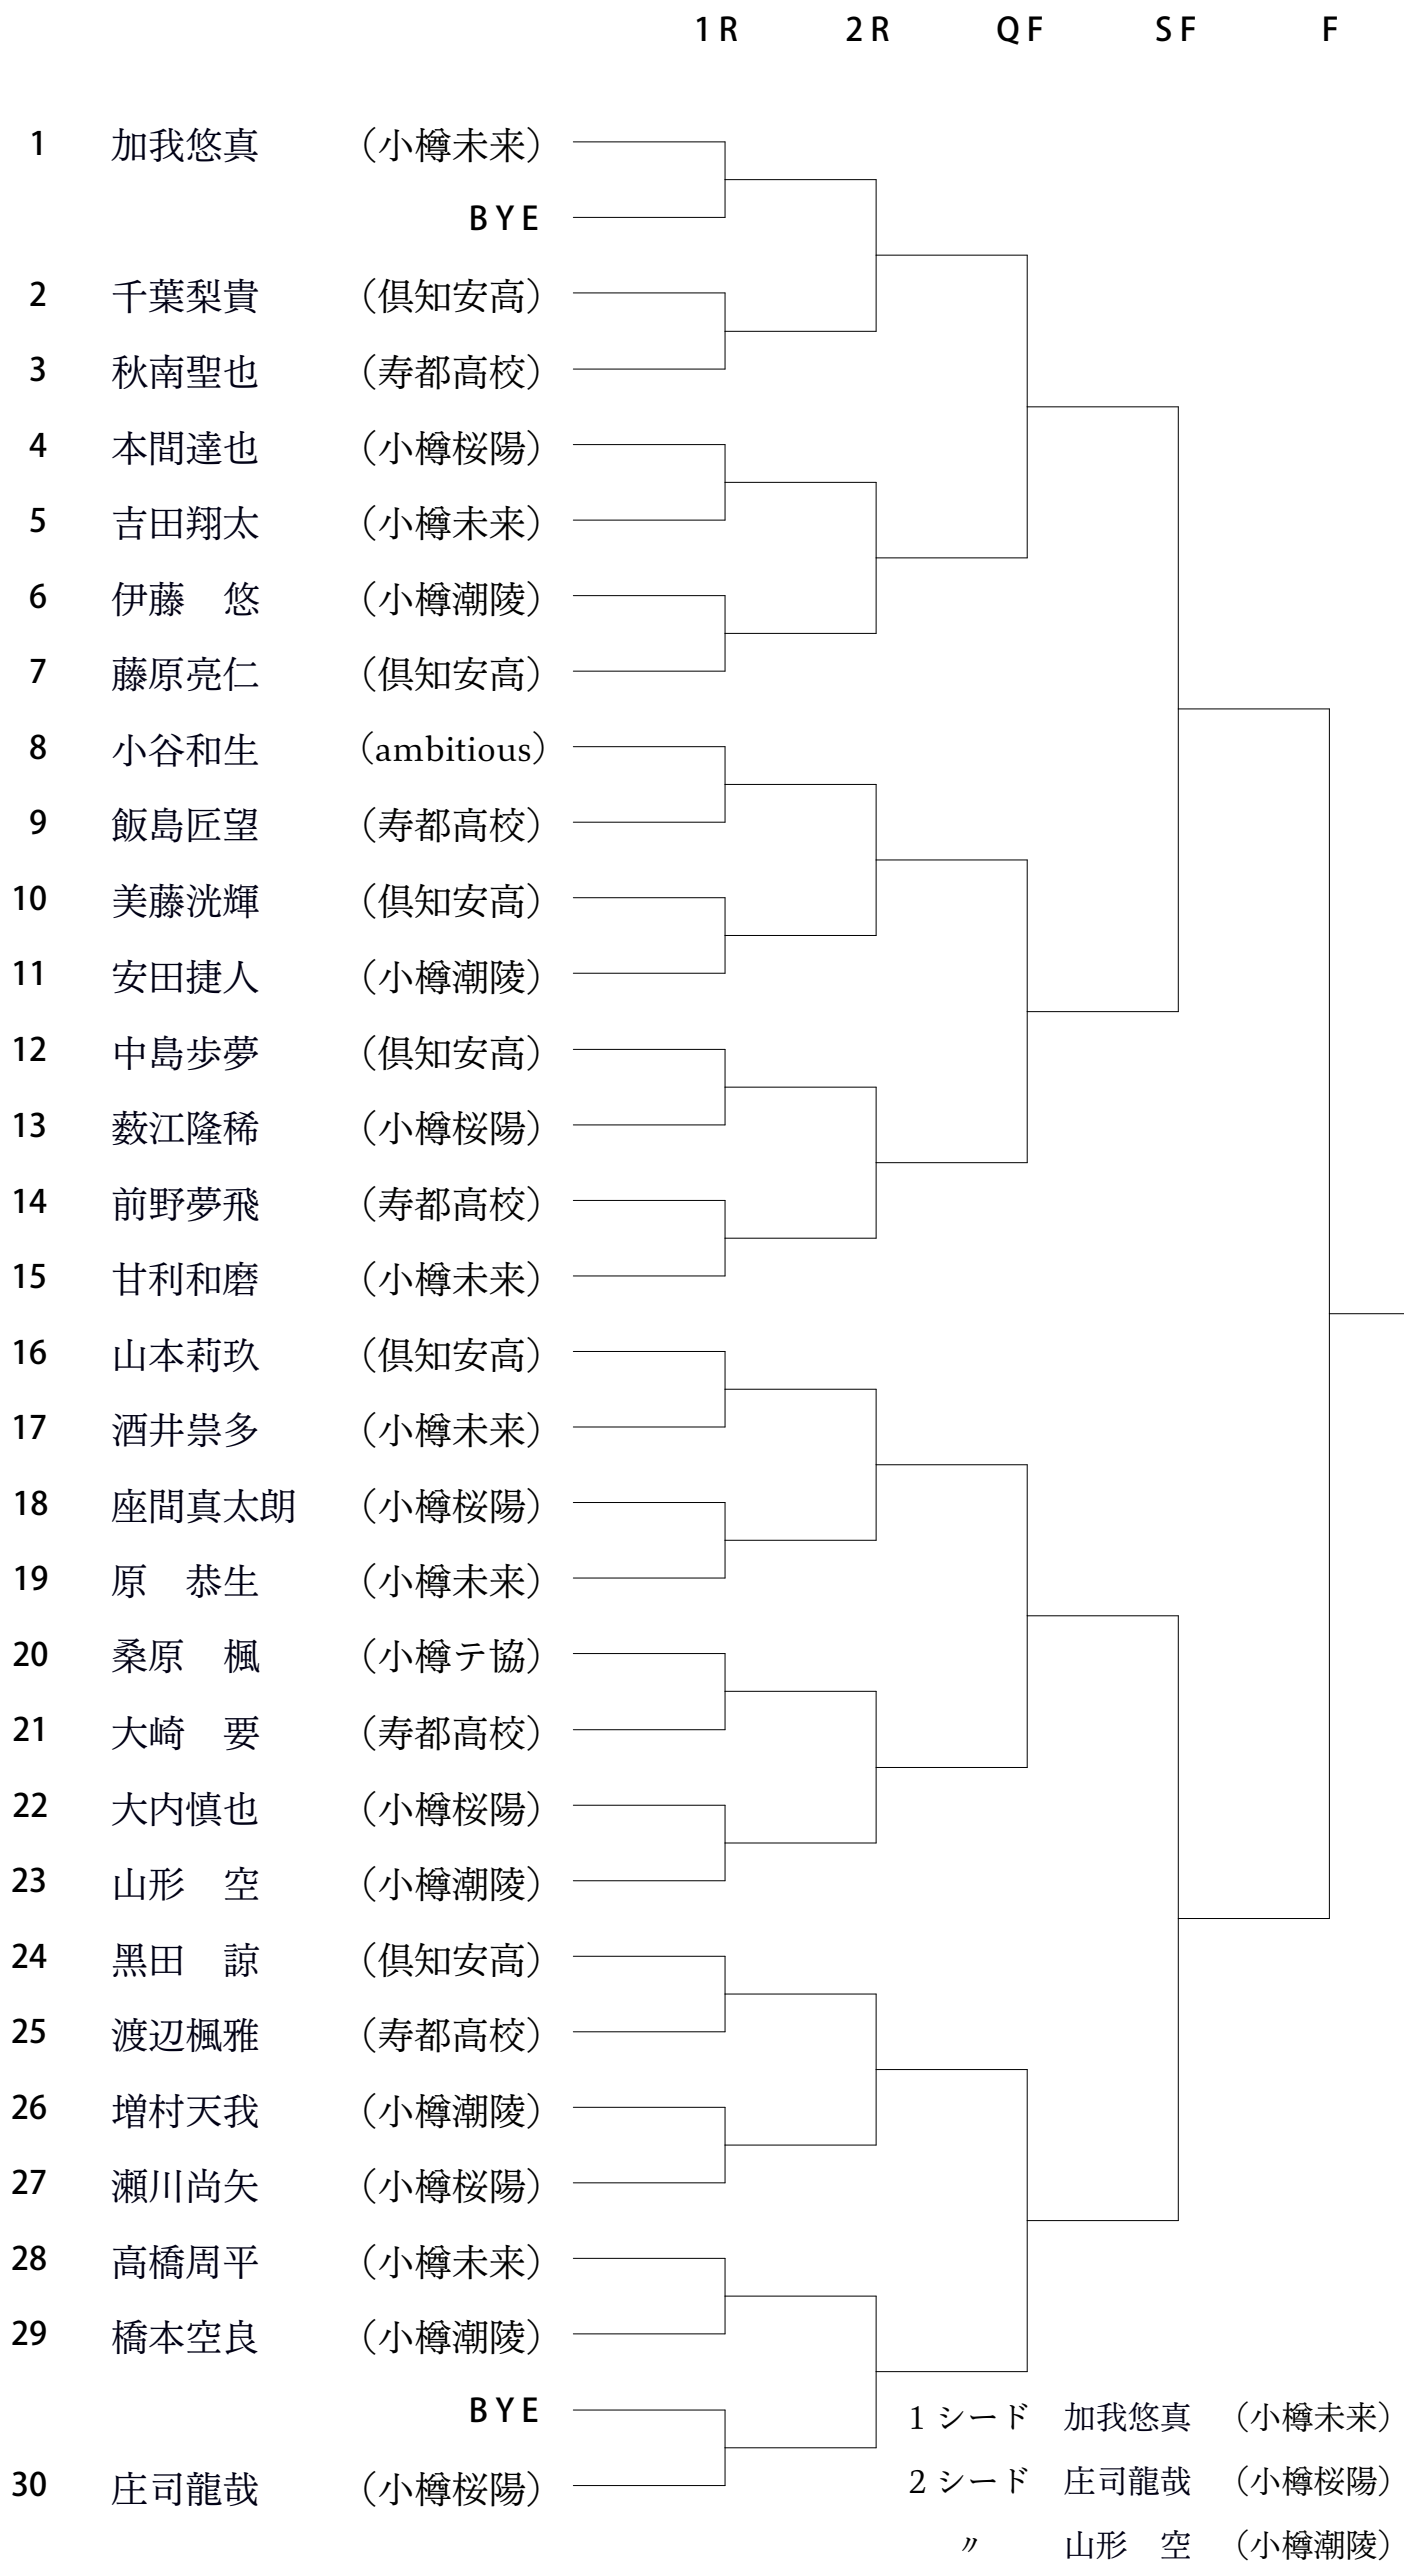 1R 2R QF SF F
1 加我悠真 （小樽未来）
BYE
2 千葉梨貴 （倶知安高）
3 秋南聖也 （寿都高校）
4 本間達也 （小樽桜陽）
5 吉田翔太 （小樽未来）
6 伊藤　悠 （小樽潮陵）
7 藤原亮仁 （倶知安高）
8 小谷和生 （ambitious）
9 飯島匠望 （寿都高校）
10 美藤洸輝 （倶知安高）
11 安田捷人 （小樽潮陵）
12 中島歩夢 （倶知安高）
13 薮江隆稀 （小樽桜陽）
14 前野夢飛 （寿都高校）
15 甘利和磨 （小樽未来）
16 山本莉玖 （倶知安高）
17 酒井崇多 （小樽未来）
18 座間真太朗 （小樽桜陽）
19 原　恭生 （小樽未来）
20 桑原　楓 （小樽テ協）
21 大崎　要 （寿都高校）
22 大内慎也 （小樽桜陽）
23 山形　空 （小樽潮陵）
24 黒田　諒 （倶知安高）
25 渡辺楓雅 （寿都高校）
26 増村天我 （小樽潮陵）
27 瀬川尚矢 （小樽桜陽）
28 高橋周平 （小樽未来）
29 橋本空良 （小樽潮陵）
BYE
30 庄司龍哉 （小樽桜陽）
1 シード　加我悠真　（小樽未来）
2 シード　庄司龍哉　（小樽桜陽）
〃　山形　空　（小樽潮陵）